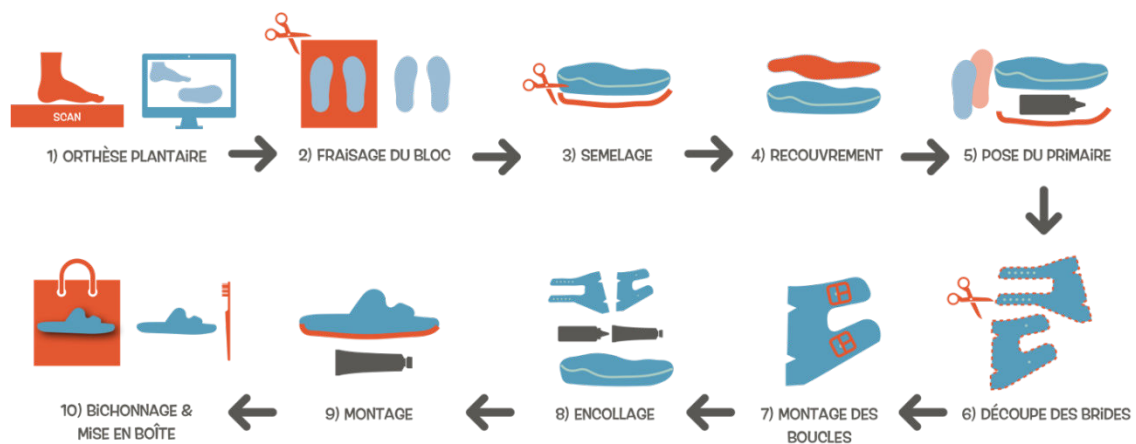 SCAN
1) ORTHÈSE PLANTAIRE
2) FRAISAGE DU BLOC
3) SEMELAGE
4) RECOUVREMENT
5) POSE DU PRIMAIRE
10) BICHONNAGE &
MISE EN BOÎTE
9) MONTAGE
8) ENCOLLAGE
7) MONTAGE DES
BOUCLES
6) DÉCOUPE DES BRIDES